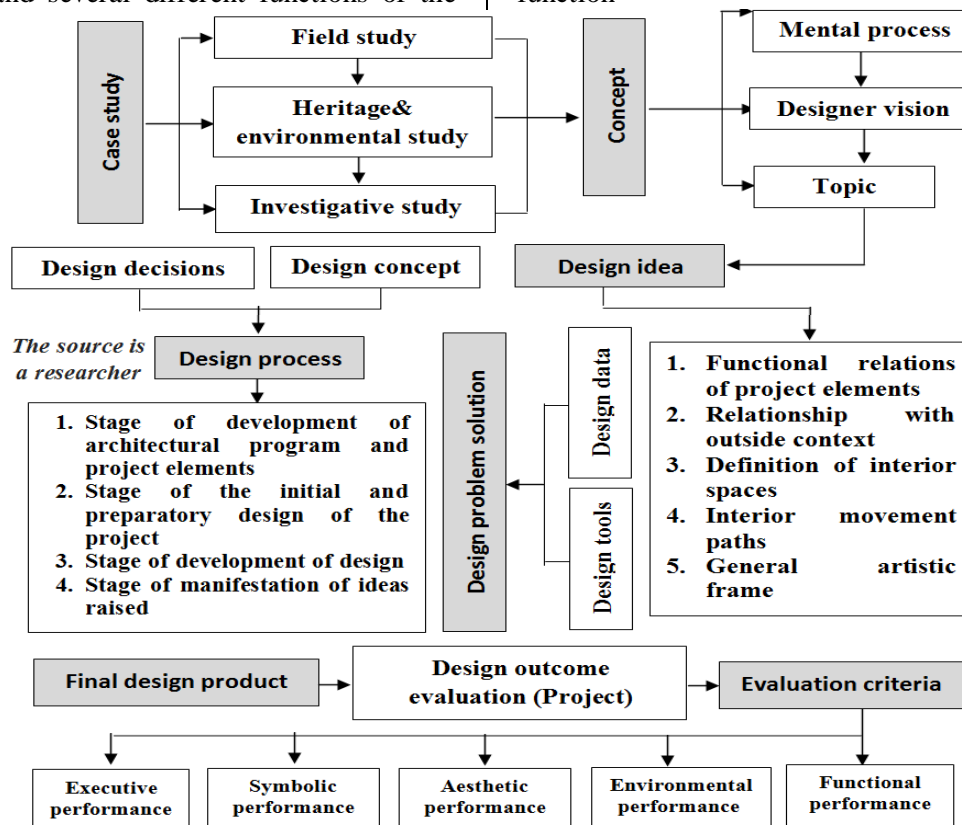 and several different functions of the
function
Case study
Field study
Heritage&
environmental study
Investigative study
Concept
Mental process
Designer vision
Topic
Design decisions
Design concept
Design idea
The source is
a researcher
Design process
1. Stage of development of
architectural program and
project elements
2. Stage of the initial and
preparatory design of the
project
3. Stage of development of design
4. Stage of manifestation of ideas
raised
Design problem solution
Design data
Design tools
1. Functional relations
of project elements
2. Relationship with
outside context
3. Definition of interior
spaces
4. Interior movement
paths
5. General artistic
frame
Final design product
Design outcome
evaluation (Project)
Evaluation criteria
Executive
performance
Symbolic
performance
Aesthetic
performance
Environmental
performance
Functional
performance